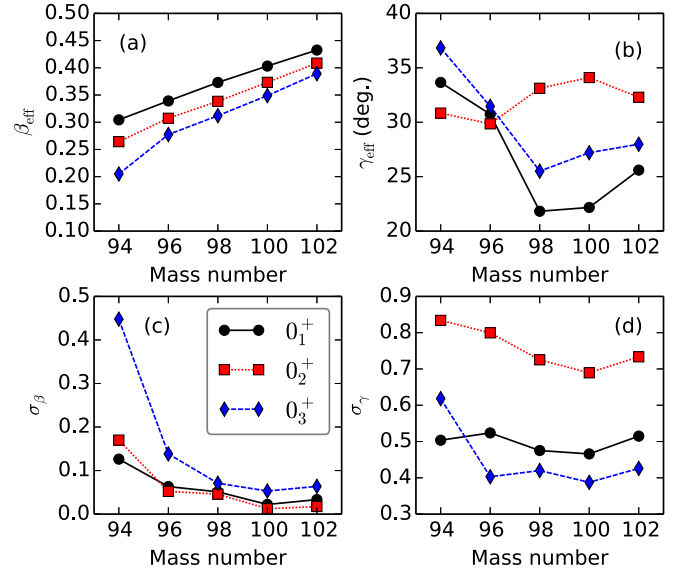 0.50
0.45
0.40
0.35
0.30
0.25
0.20
0.15
0.10
β_eff
(a)
94 96 98 100 102
Mass number
40
35
30
25
20
γ_eff (deg.)
(b)
94 96 98 100 102
Mass number
0.5
0.4
0.3
0.2
0.1
0.0
σ_β
(c)
0_1^+
0_2^+
0_3^+
94 96 98 100 102
Mass number
0.9
0.8
0.7
0.6
0.5
0.4
0.3
σ_γ
(d)
94 96 98 100 102
Mass number